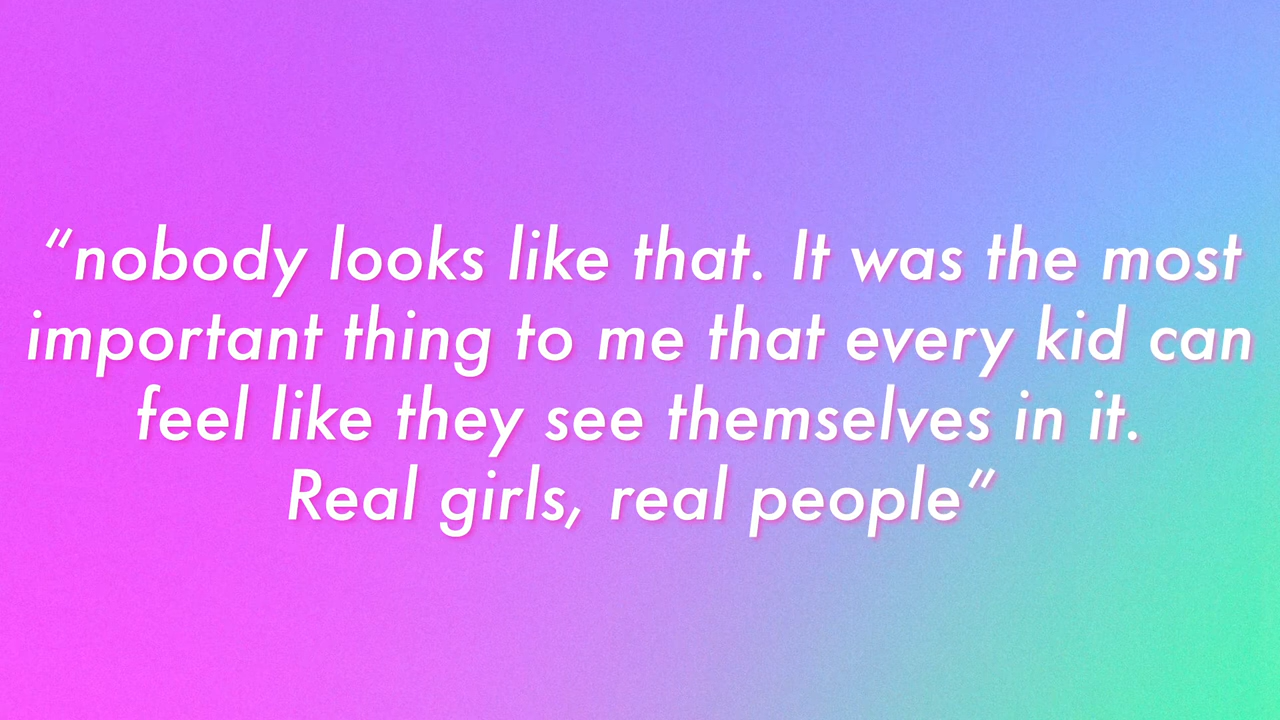 “nobody looks like that. It was the most
important thing to me that every kid can
feel like they see themselves in it.
Real girls, real people”